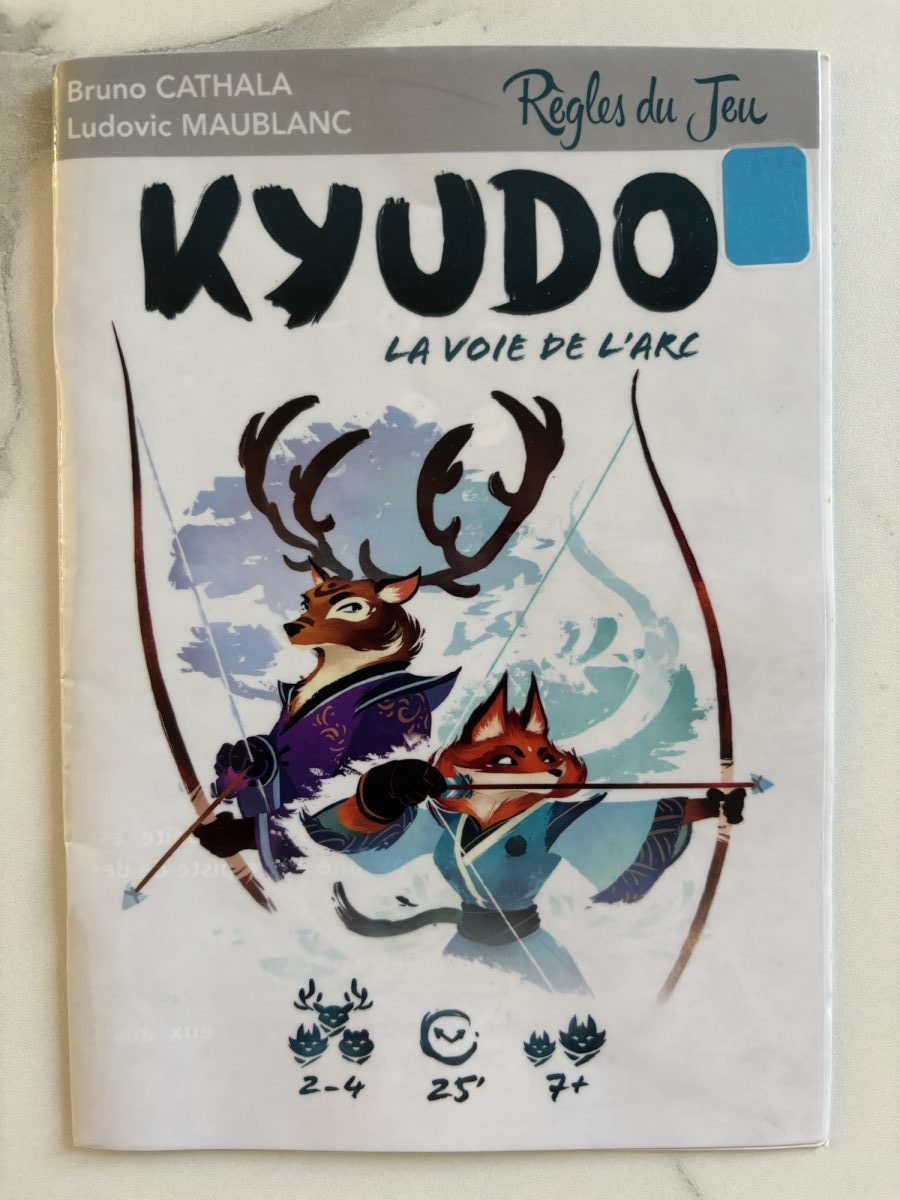 Bruno CATHALA
Ludovic MAUBLANC
Règles du Jeu
KYUDO
LA VOIE DE L'ARC
2-4
25'
7+